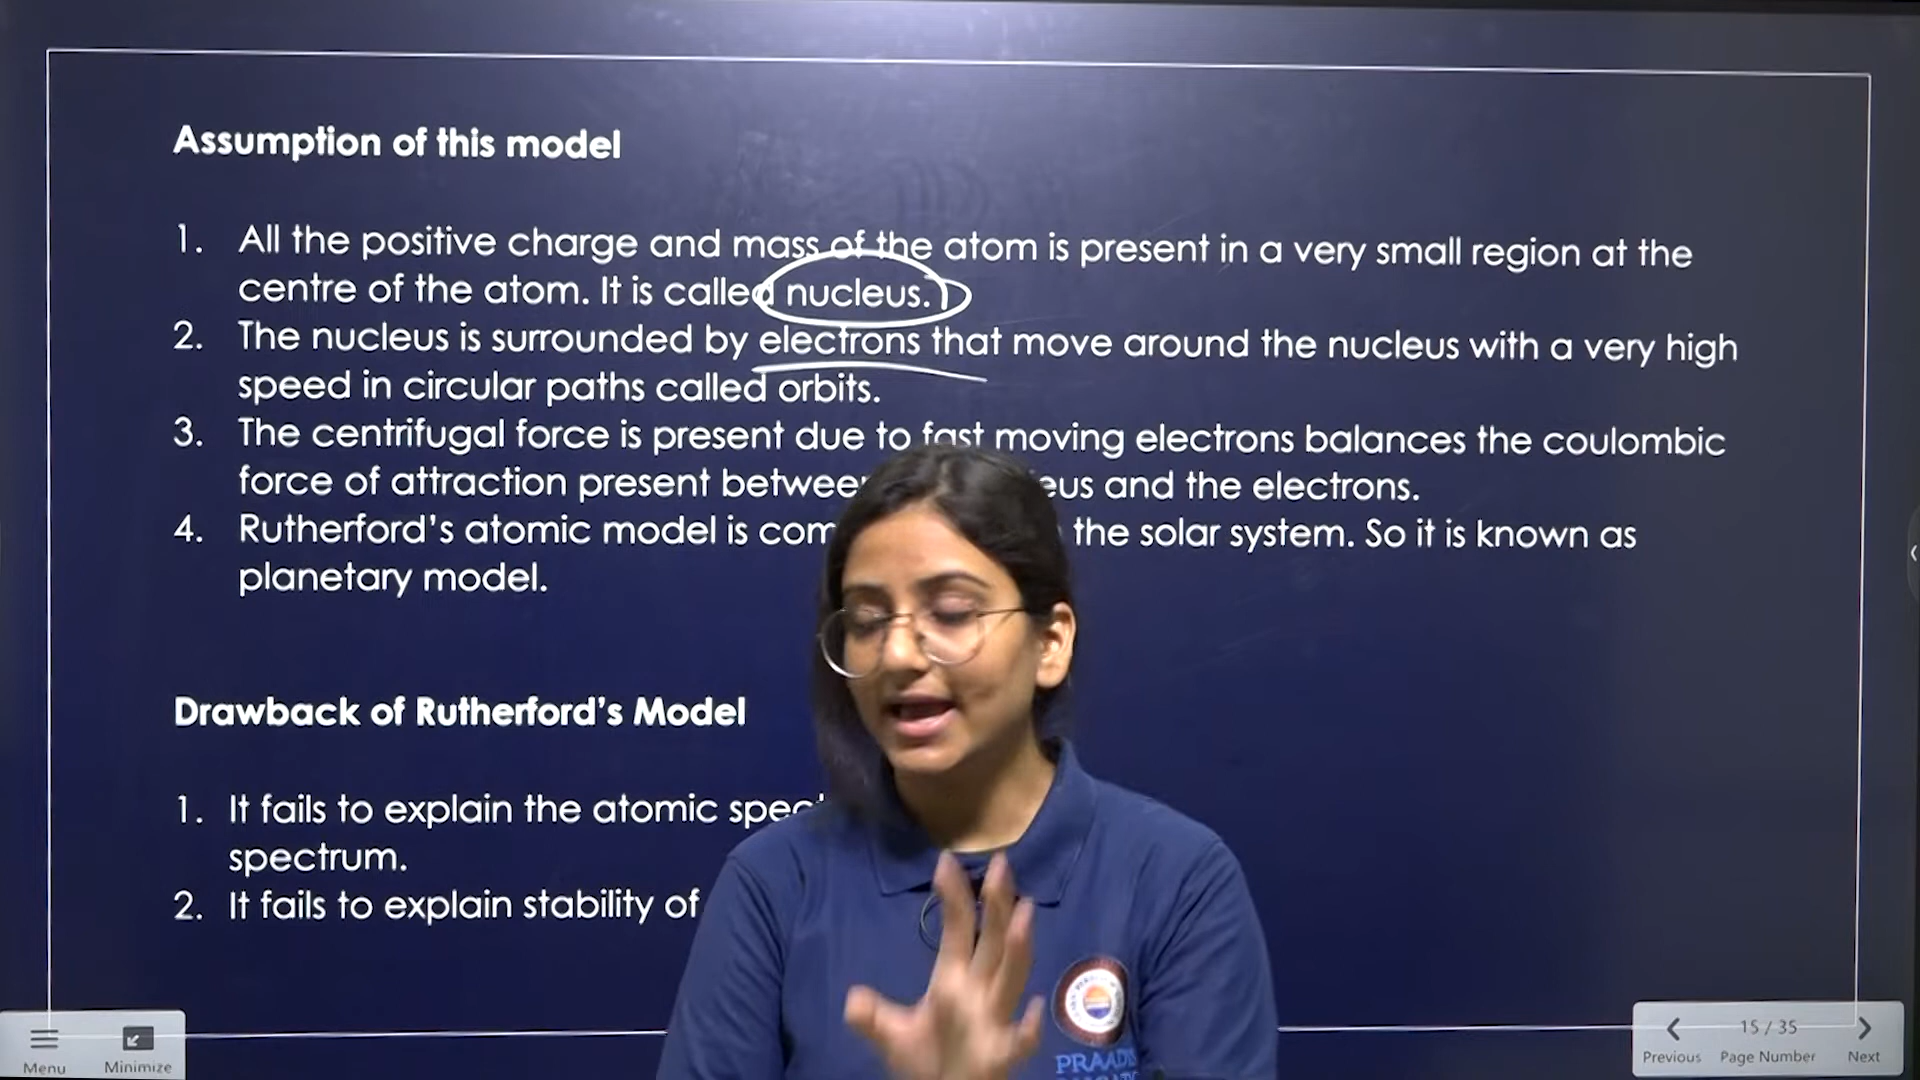 Assumption of this model
1. All the positive charge and mass of the atom is present in a very small region at the
centre of the atom. It is called nucleus.
2. The nucleus is surrounded by electrons that move around the nucleus with a very high
speed in circular paths called orbits.
3. The centrifugal force is present due to fast moving electrons balances the coulombic
force of attraction present and the electrons.
4. Rutherford's atomic model is the solar system. So it is known as
planetary model.
Drawback of Rutherford's Model
1. It fails to explain the atomic
spectrum.
2. It fails to explain stability of
Menu
Minimize
15 / 35
Previous Page Number Next